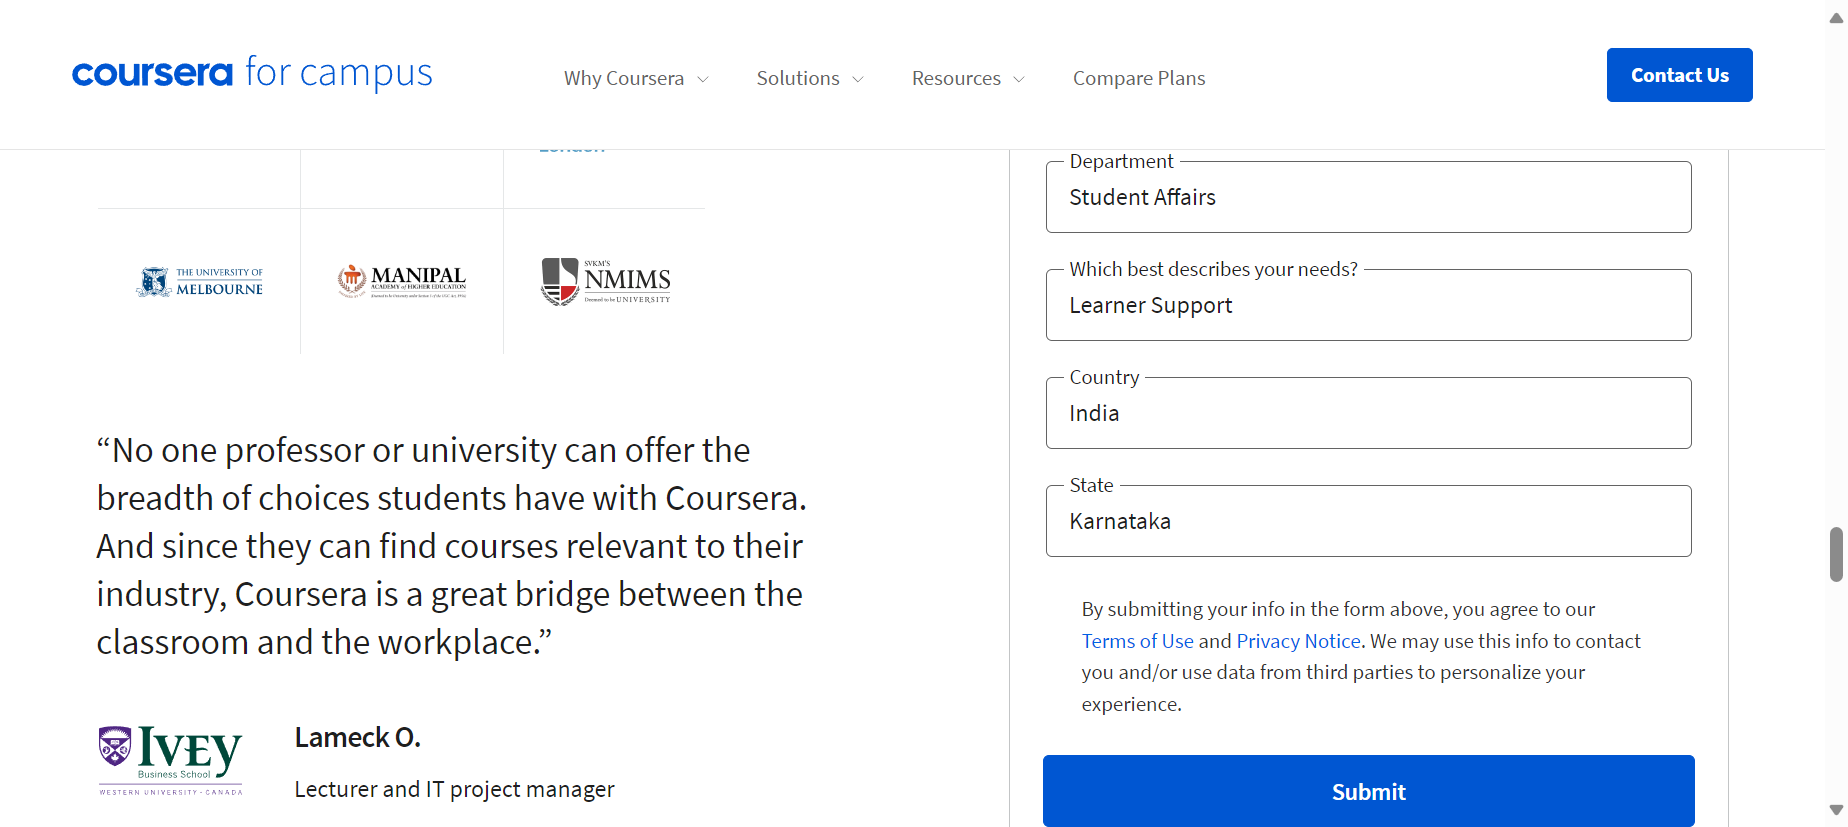 coursera for campus
Why Coursera
Solutions
Resources
Compare Plans
Contact Us
THE UNIVERSITY OF
MELBOURNE
MANIPAL
ACADEMY of HIGHER EDUCATION
SVKM'S
NMIMS
Deemed to be UNIVERSITY
“No one professor or university can offer the
breadth of choices students have with Coursera.
And since they can find courses relevant to their
industry, Coursera is a great bridge between the
classroom and the workplace.”
IVEY
Business School
WESTERN UNIVERSITY · CANADA
Lameck O.
Lecturer and IT project manager
Department
Student Affairs
Which best describes your needs?
Learner Support
Country
India
State
Karnataka
By submitting your info in the form above, you agree to our
Terms of Use and Privacy Notice. We may use this info to contact
you and/or use data from third parties to personalize your
experience.
Submit